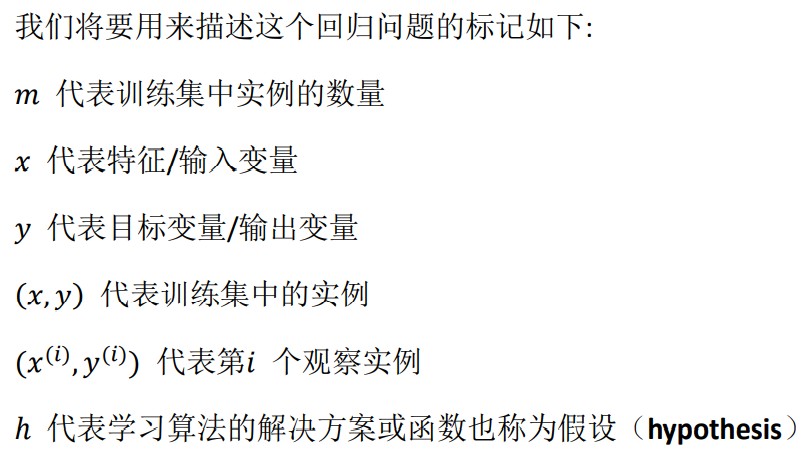 我们将要用来描述这个回归问题的标记如下:
m 代表训练集中实例的数量
x 代表特征/输入变量
y 代表目标变量/输出变量
(x, y) 代表训练集中的实例
(x⁽ⁱ⁾, y⁽ⁱ⁾) 代表第i 个观察实例
h 代表学习算法的解决方案或函数也称为假设（hypothesis）